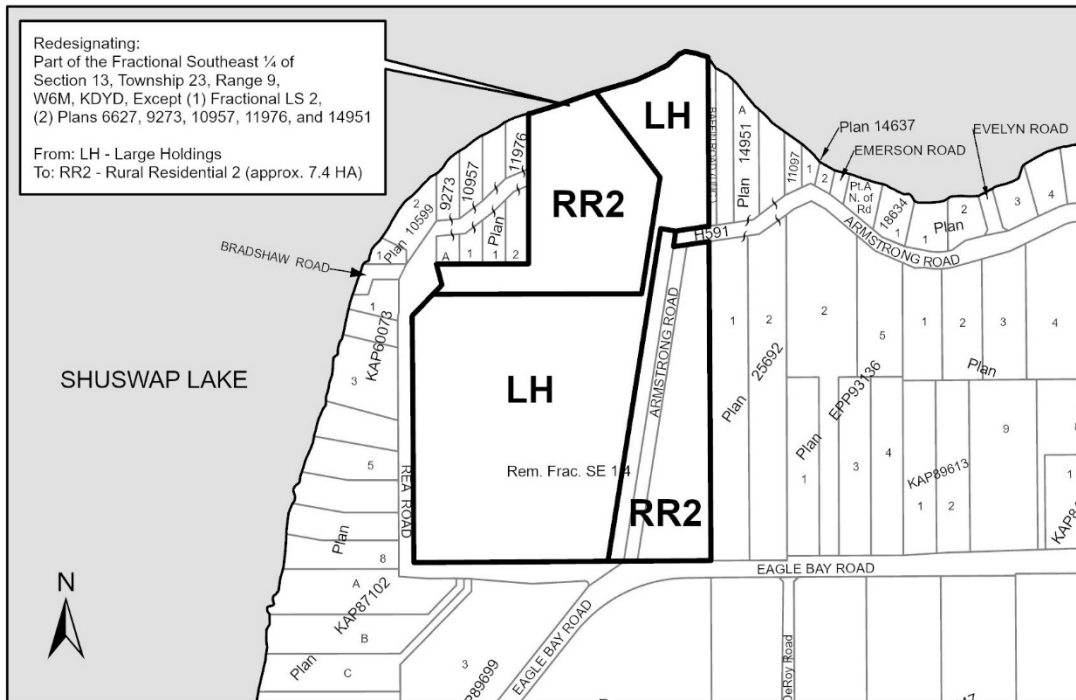 Redesignating:
Part of the Fractional Southeast ¼ of
Section 13, Township 23, Range 9,
W6M, KDYD, Except (1) Fractional LS 2,
(2) Plans 6627, 9273, 10957, 11976, and 14951
From: LH - Large Holdings
To: RR2 - Rural Residential 2 (approx. 7.4 HA)
LH
RR2
LH
RR2
SHUSWAP LAKE
N
BRADSHAW ROAD
2
Plan 10599
1
9273
10957
11976
Plan
A
1
1
2
A
Plan 14951
11097
1
2
Plan 14637
EMERSON ROAD
EVELYN ROAD
Pt.A
N. of
Rd
18634
1
Plan
1
2
3
4
H591
ARMSTRONG ROAD
ARMSTRONG ROAD
1
KAP60073
3
5
REA ROAD
Plan
8
A
KAP87102
B
Plan
C
Rem. Frac. SE 1/4
1
2
Plan 25692
2
5
Plan EPP93136
1
3
4
1
2
3
4
Plan
KAP89613
1
2
9
1
EAGLE BAY ROAD
EAGLE BAY ROAD
3
DeRoy Road